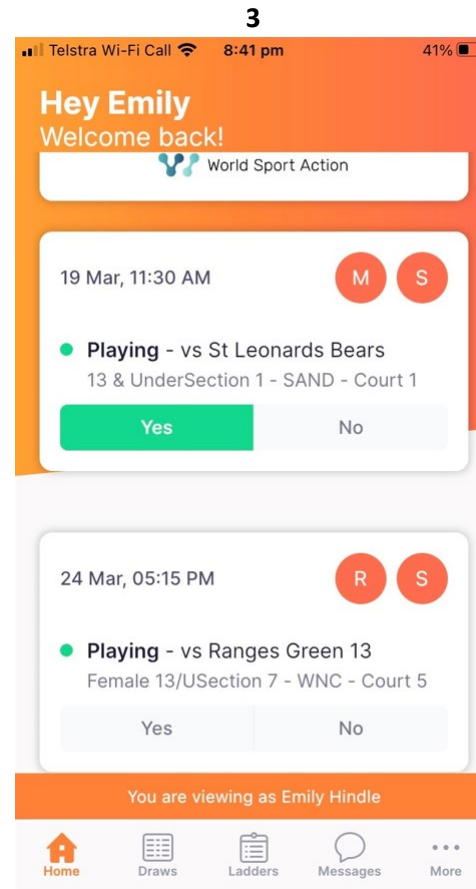 3
Telstra Wi-Fi Call 8:41 pm 41%
Hey Emily
Welcome back!
World Sport Action
19 Mar, 11:30 AM M S
Playing - vs St Leonards Bears
13 & UnderSection 1 - SAND - Court 1
Yes No
24 Mar, 05:15 PM R S
Playing - vs Ranges Green 13
Female 13/USection 7 - WNC - Court 5
Yes No
You are viewing as Emily Hindle
Home Draws Ladders Messages More